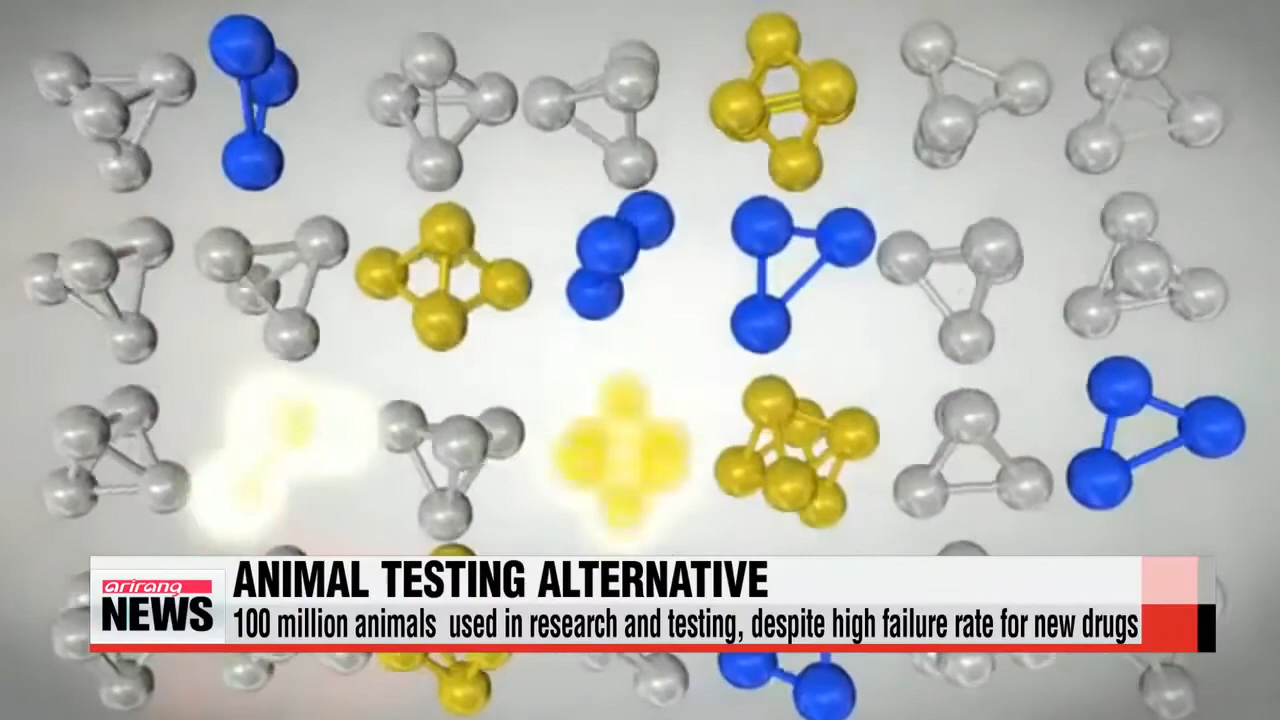 ANIMAL TESTING ALTERNATIVE
arirang
NEWS
100 million animals  used in research and testing, despite high failure rate for new drugs